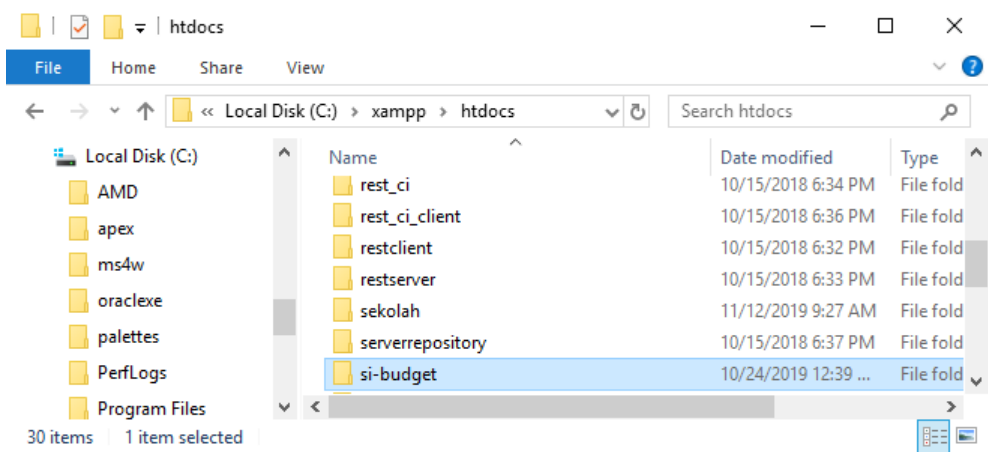 htdocs
File Home Share View
« Local Disk (C:) › xampp › htdocs Search htdocs
Local Disk (C:)
AMD
apex
ms4w
oraclexe
palettes
PerfLogs
Program Files
Name Date modified Type
rest_ci 10/15/2018 6:34 PM File fold
rest_ci_client 10/15/2018 6:36 PM File fold
restclient 10/15/2018 6:32 PM File fold
restserver 10/15/2018 6:33 PM File fold
sekolah 11/12/2019 9:27 AM File fold
serverrepository 10/15/2018 6:37 PM File fold
si-budget 10/24/2019 12:39 ... File fold
30 items 1 item selected